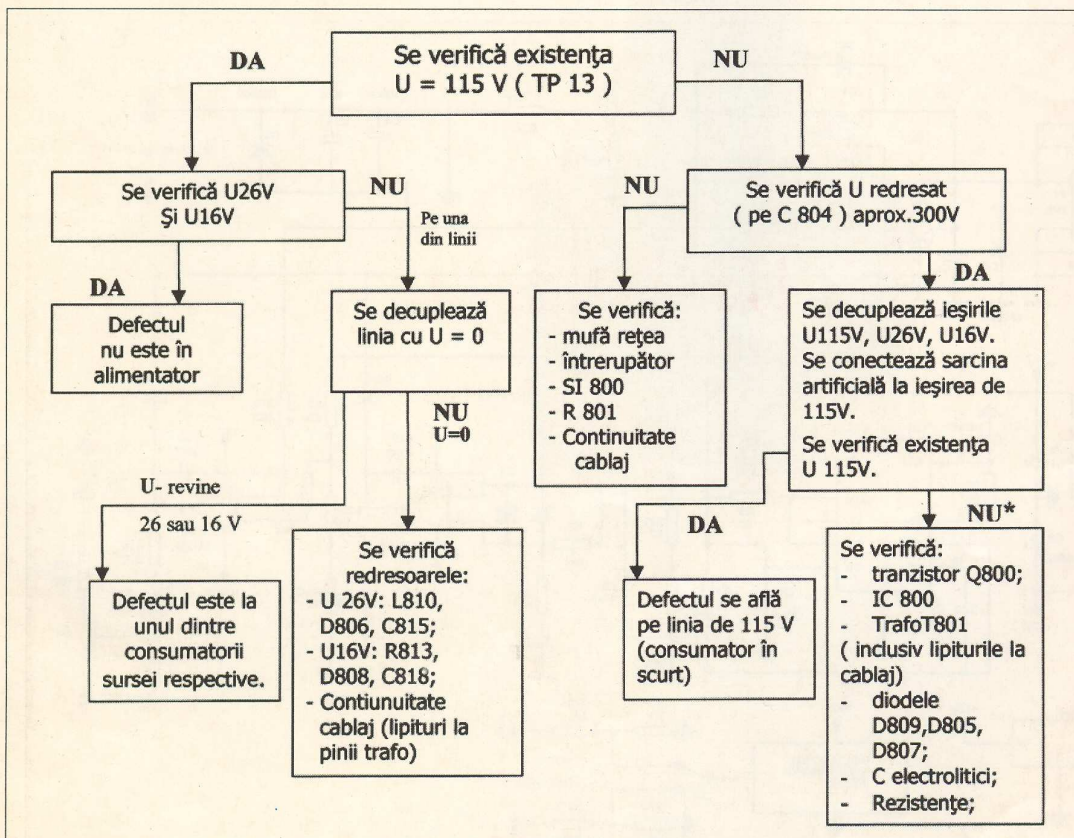 Se verifică existenţa
U = 115 V ( TP 13 )
DA
NU
Se verifică U26V
Şi U16V
NU
Pe una
din linii
DA
Defectul
nu este în
alimentator
Se decuplează
linia cu U = 0
NU
U=0
U- revine
26 sau 16 V
Defectul este la
unul dintre
consumatorii
sursei respective.
Se verifică
redresoarele:
- U 26V: L810,
D806, C815;
- U16V: R813,
D808, C818;
- Contiunuitate
cablaj (lipituri la
pinii trafo)
Se verifică U redresat
( pe C 804 ) aprox.300V
NU
DA
Se verifică:
- mufă reţea
- întrerupător
- SI 800
- R 801
- Continuitate
cablaj
Se decuplează ieşirile
U115V, U26V, U16V.
Se conectează sarcina
artificială la ieşirea de
115V.
Se verifică existenţa
U 115V.
DA
NU*
Defectul se află
pe linia de 115 V
(consumator în
scurt)
Se verifică:
- tranzistor Q800;
- IC 800
- TrafoT801
( inclusiv lipiturile la
cablaj)
- diodele
D809,D805,
D807;
- C electrolitici;
- Rezistenţe;